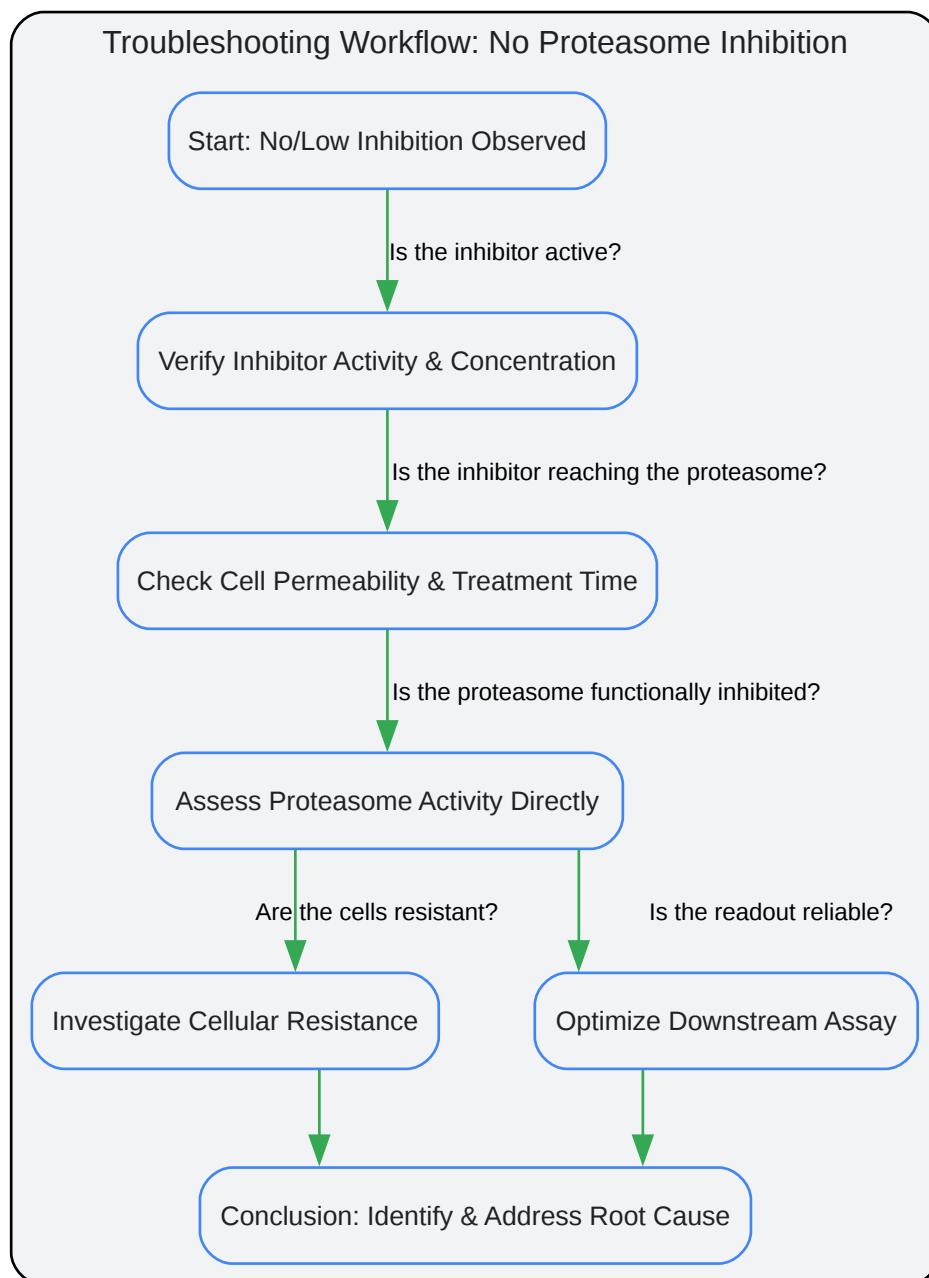 Troubleshooting Workflow: No Proteasome Inhibition
Start: No/Low Inhibition Observed
Is the inhibitor active?
Verify Inhibitor Activity & Concentration
Is the inhibitor reaching the proteasome?
Check Cell Permeability & Treatment Time
Is the proteasome functionally inhibited?
Assess Proteasome Activity Directly
Are the cells resistant?
Is the readout reliable?
Investigate Cellular Resistance
Optimize Downstream Assay
Conclusion: Identify & Address Root Cause